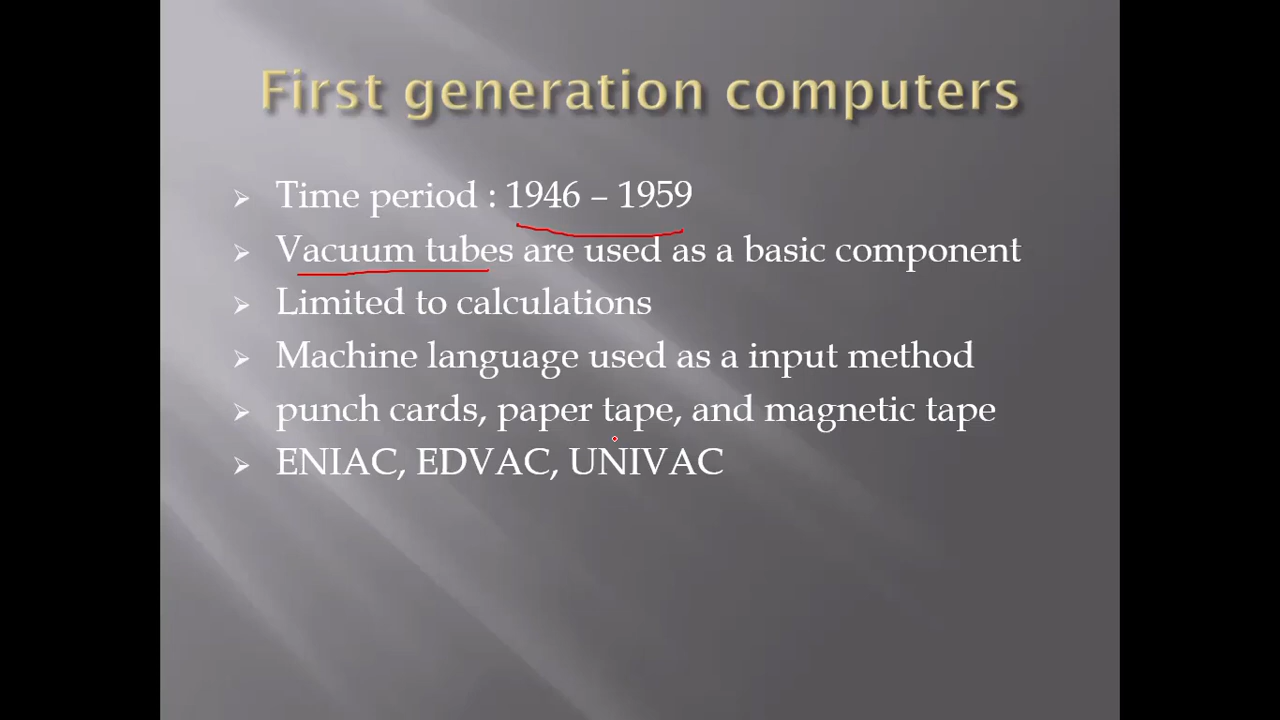 First generation computers
Time period : 1946 – 1959
Vacuum tubes are used as a basic component
Limited to calculations
Machine language used as a input method
punch cards, paper tape, and magnetic tape
ENIAC, EDVAC, UNIVAC